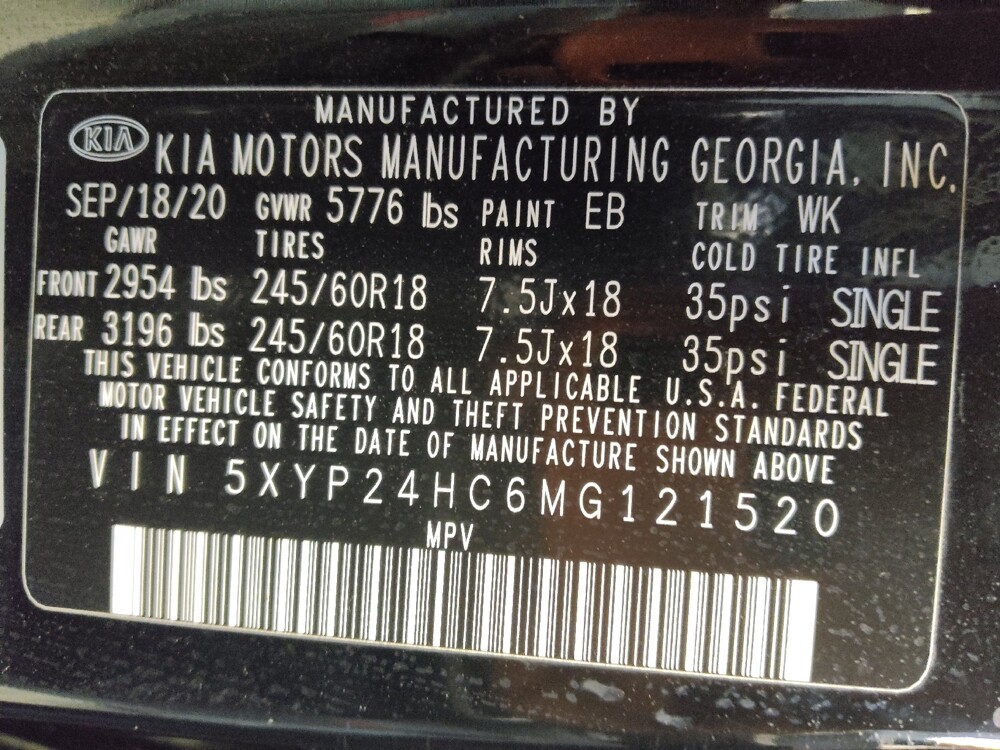 MANUFACTURED BY
KIA KIA MOTORS MANUFACTURING GEORGIA, INC.
SEP/18/20 GVWR 5776 lbs PAINT EB TRIM WK
GAWR TIRES RIMS COLD TIRE INFL
FRONT 2954 lbs 245/60R18 7.5Jx18 35psi SINGLE
REAR 3196 lbs 245/60R18 7.5Jx18 35psi SINGLE
THIS VEHICLE CONFORMS TO ALL APPLICABLE U.S.A. FEDERAL
MOTOR VEHICLE SAFETY AND THEFT PREVENTION STANDARDS
IN EFFECT ON THE DATE OF MANUFACTURE SHOWN ABOVE
VIN 5XYP24HC6MG121520
MPV